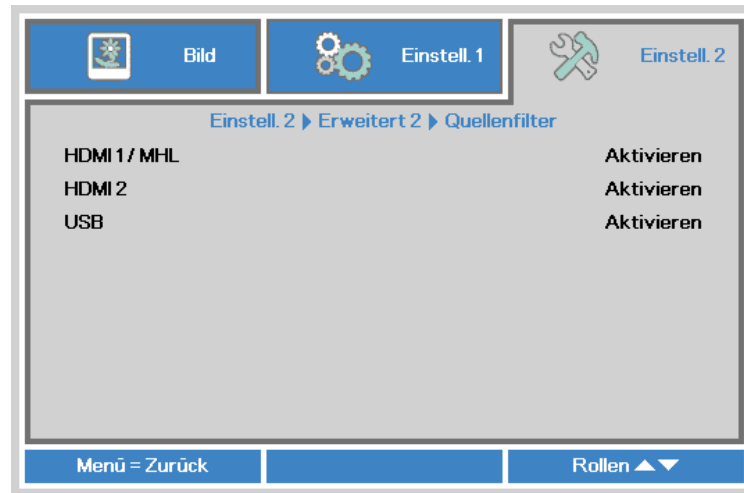 Bild
Einstell. 1
Einstell. 2
Einstell. 2 ▶ Erweitert 2 ▶ Quellenfilter
HDMI 1 / MHL Aktivieren
HDMI 2 Aktivieren
USB Aktivieren
Menü = Zurück
Rollen ▲▼